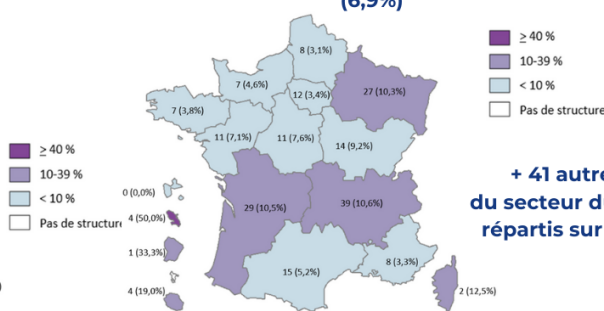 (6,9%)
8 (3,1%)
7 (4,6%)
12 (3,4%)
27 (10,3%)
7 (3,8%)
11 (7,1%)
11 (7,6%)
14 (9,2%)
29 (10,5%)
39 (10,6%)
15 (5,2%)
8 (3,3%)
2 (12,5%)
≥ 40 %
10-39 %
< 10 %
Pas de structure
≥ 40 %
10-39 %
< 10 %
Pas de structure
0 (0,0%)
4 (50,0%)
1 (33,3%)
4 (19,0%)
+ 41 autre
du secteur d
répartis sur
)